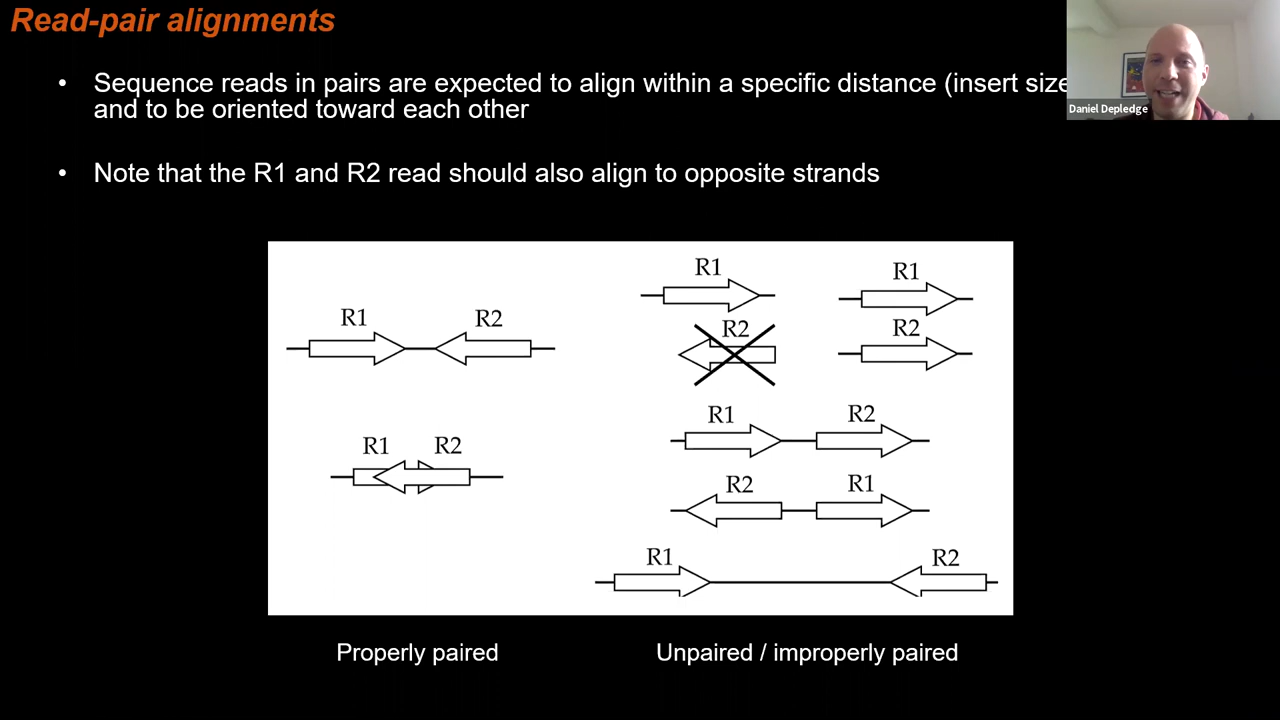 Read-pair alignments
• Sequence reads in pairs are expected to align within a specific distance (insert size
and to be oriented toward each other
• Note that the R1 and R2 read should also align to opposite strands
Daniel Depledge
R1 R2
R1 R2
R1
R2
R1
R2
R1 R2
R2 R1
R1 R2
Properly paired
Unpaired / improperly paired